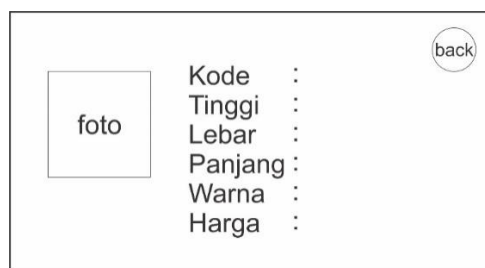 back
foto
Kode :
Tinggi :
Lebar :
Panjang :
Warna :
Harga :